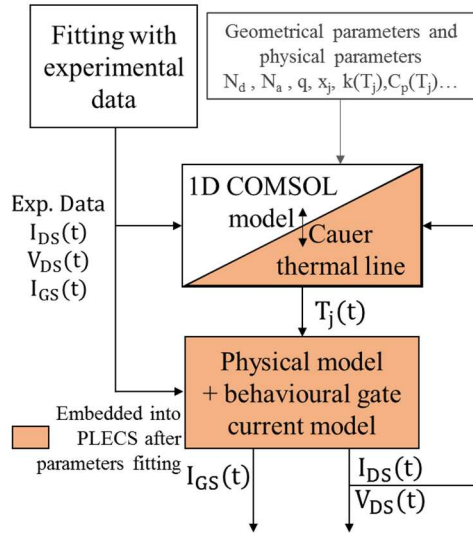 Fitting with
experimental
data
Geometrical parameters and
physical parameters
N_d , N_a , q, x_j, k(T_j),C_p(T_j)...
1D COMSOL
model
Cauer
thermal line
Exp. Data
I_DS(t)
V_DS(t)
I_GS(t)
T_j(t)
Physical model
+ behavioural gate
current model
Embedded into
PLECS after
parameters fitting
I_GS(t)
I_DS(t)
V_DS(t)